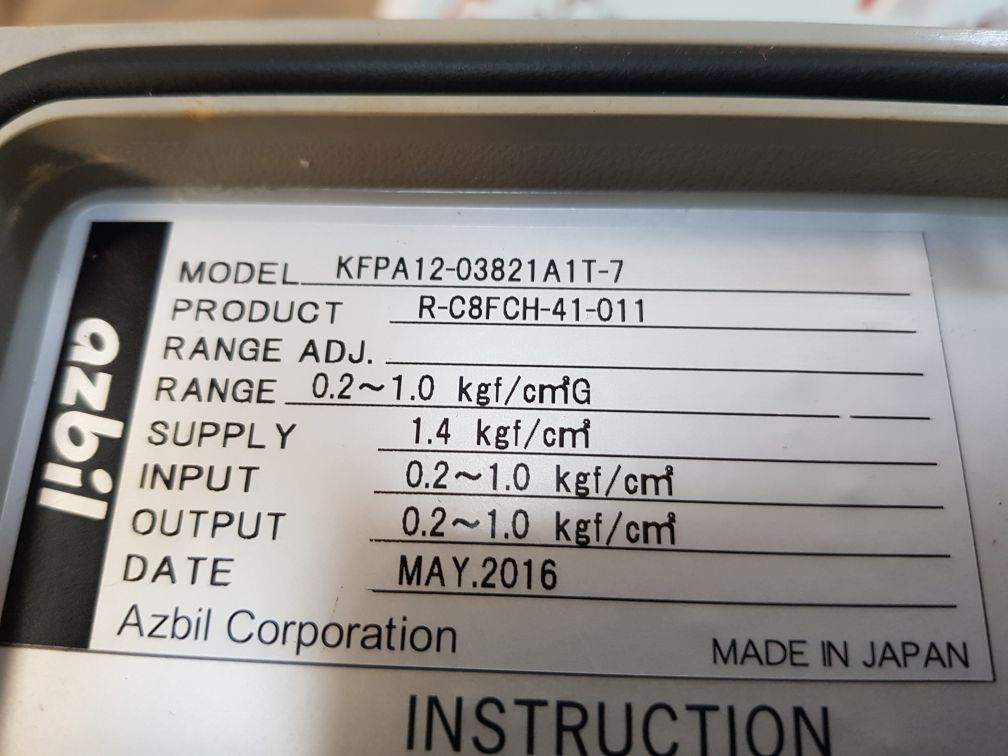 azbil
MODEL KFPA12-03821A1T-7
PRODUCT R-C8FCH-41-011
RANGE ADJ.
RANGE 0.2～1.0 kgf/c㎡G
SUPPLY 1.4 kgf/c㎡
INPUT 0.2～1.0 kgf/c㎡
OUTPUT 0.2～1.0 kgf/c㎡
DATE MAY.2016
Azbil Corporation
MADE IN JAPAN
INSTRUCTION